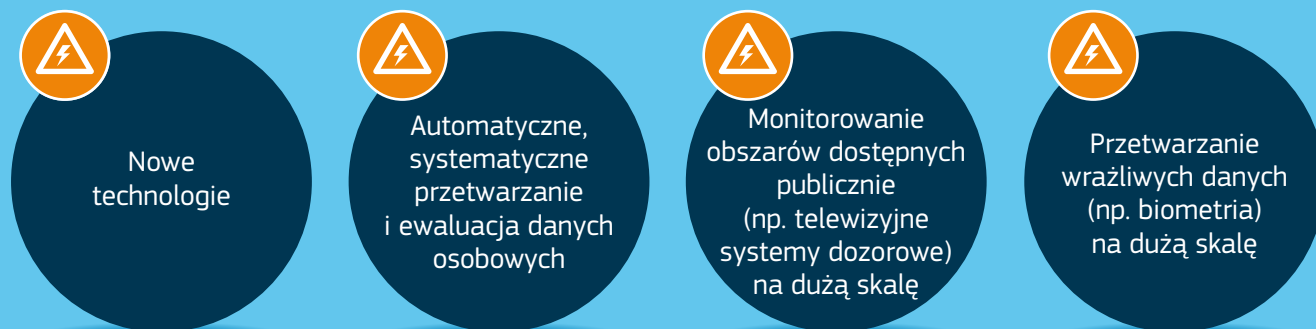 Nowe
technologie
Automatyczne,
systematyczne
przetwarzanie
i ewaluacja danych
osobowych
Monitorowanie
obszarów dostępnych
publicznie
(np. telewizyjne
systemy dozorowe)
na dużą skalę
Przetwarzanie
wrażliwych danych
(np. biometria)
na dużą skalę